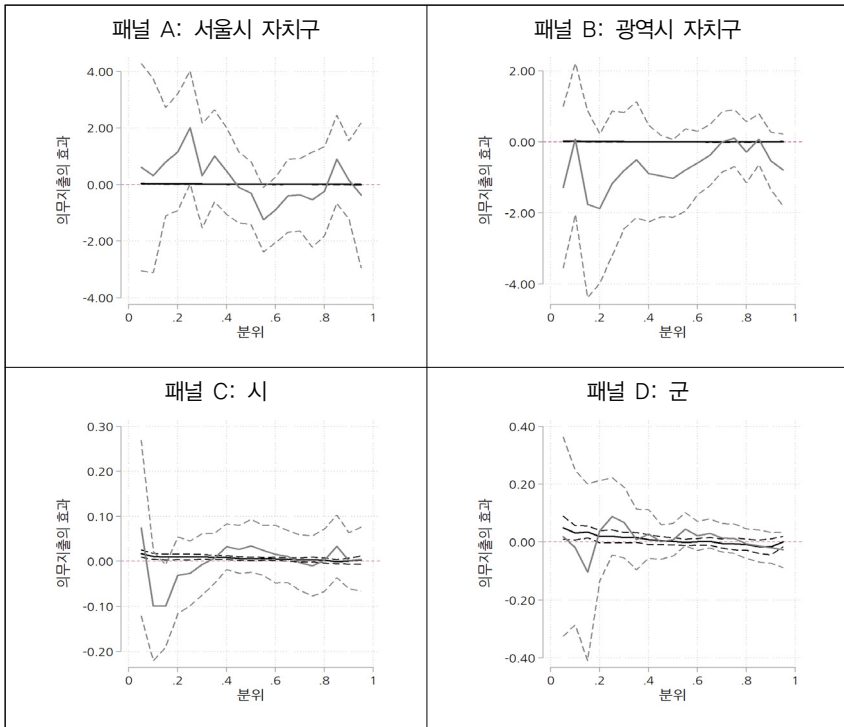 패널 A: 서울시 자치구
4.00
2.00
0.00
-2.00
-4.00
의무지출의 효과
0 .2 .4 .6 .8 1
분위
패널 B: 광역시 자치구
2.00
0.00
-2.00
-4.00
의무지출의 효과
0 .2 .4 .6 .8 1
분위
패널 C: 시
0.30
0.20
0.10
0.00
-0.10
-0.20
의무지출의 효과
0 .2 .4 .6 .8 1
분위
패널 D: 군
0.40
0.20
0.00
-0.20
-0.40
의무지출의 효과
0 .2 .4 .6 .8 1
분위